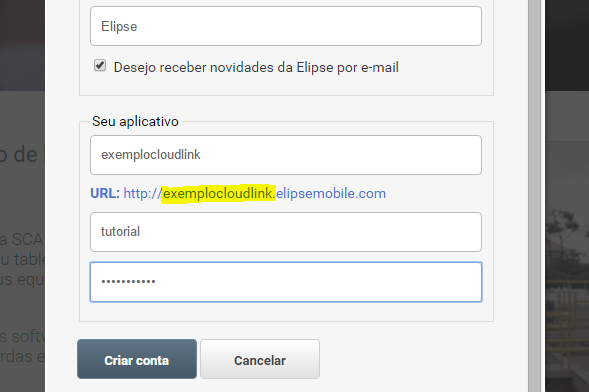 Elipse
Desejo receber novidades da Elipse por e-mail
Seu aplicativo
exemplocloudlink
URL: http://exemplocloudlink.elipsemobile.com
tutorial
•••••••••••
Criar conta
Cancelar